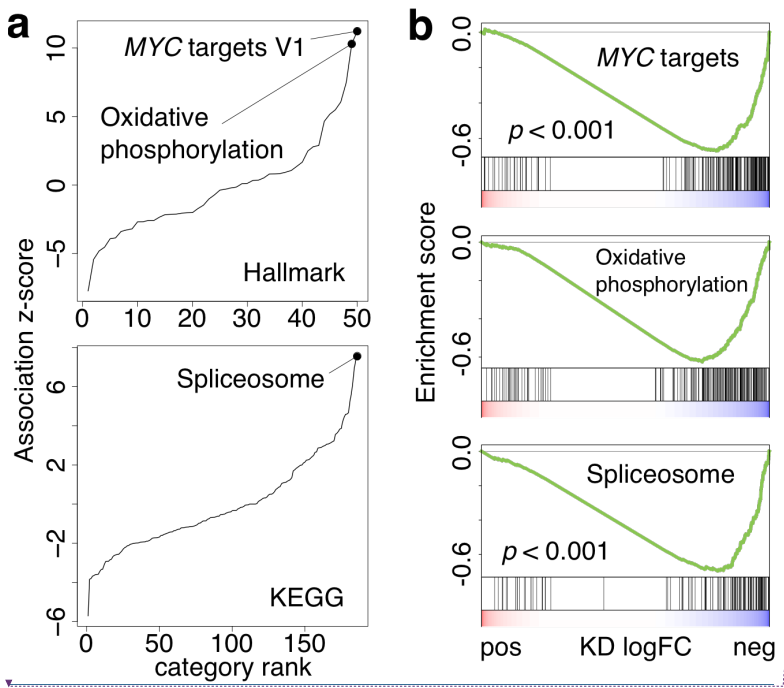 a
10
5
0
−5
MYC targets V1
Oxidative
phosphorylation
Hallmark
0
10
20
30
40
50
Association z-score
6
2
−2
−6
Spliceosome
KEGG
0
50
100
150
category rank
b
Enrichment score
0.0
-0.6
MYC targets
p < 0.001
0.0
-0.6
Oxidative
phosphorylation
0.0
-0.6
Spliceosome
p < 0.001
pos
KD logFC
neg